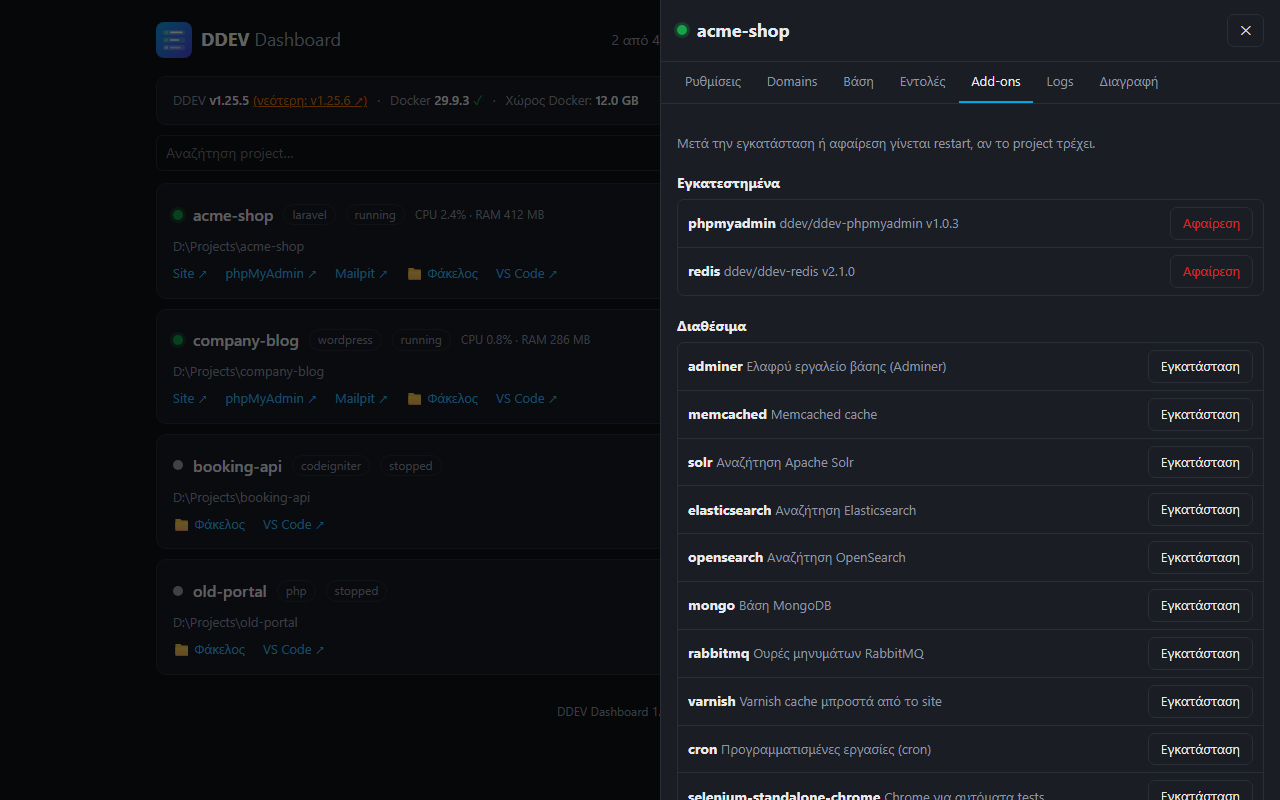 DDEV Dashboard
2 από 4
DDEV v1.25.5 (νεότερη: v1.25.6 ↗) · Docker 29.9.3 ✓ · Χώρος Docker: 12.0 GB
Αναζήτηση project...
acme-shop laravel running CPU 2.4% · RAM 412 MB
D:\Projects\acme-shop
Site ↗ phpMyAdmin ↗ Mailpit ↗ Φάκελος VS Code ↗
company-blog wordpress running CPU 0.8% · RAM 286 MB
D:\Projects\company-blog
Site ↗ phpMyAdmin ↗ Mailpit ↗ Φάκελος VS Code ↗
booking-api codeigniter stopped
D:\Projects\booking-api
Φάκελος VS Code ↗
old-portal php stopped
D:\Projects\old-portal
Φάκελος VS Code ↗
DDEV Dashboard 1.
acme-shop ✕
Ρυθμίσεις Domains Βάση Εντολές Add-ons Logs Διαγραφή
Μετά την εγκατάσταση ή αφαίρεση γίνεται restart, αν το project τρέχει.
Εγκατεστημένα
phpmyadmin ddev/ddev-phpmyadmin v1.0.3 Αφαίρεση
redis ddev/ddev-redis v2.1.0 Αφαίρεση
Διαθέσιμα
adminer Ελαφρύ εργαλείο βάσης (Adminer) Εγκατάσταση
memcached Memcached cache Εγκατάσταση
solr Αναζήτηση Apache Solr Εγκατάσταση
elasticsearch Αναζήτηση Elasticsearch Εγκατάσταση
opensearch Αναζήτηση OpenSearch Εγκατάσταση
mongo Βάση MongoDB Εγκατάσταση
rabbitmq Ουρές μηνυμάτων RabbitMQ Εγκατάσταση
varnish Varnish cache μπροστά από το site Εγκατάσταση
cron Προγραμματισμένες εργασίες (cron) Εγκατάσταση
selenium-standalone-chrome Chrome για αυτόματα tests Εγκατάσταση